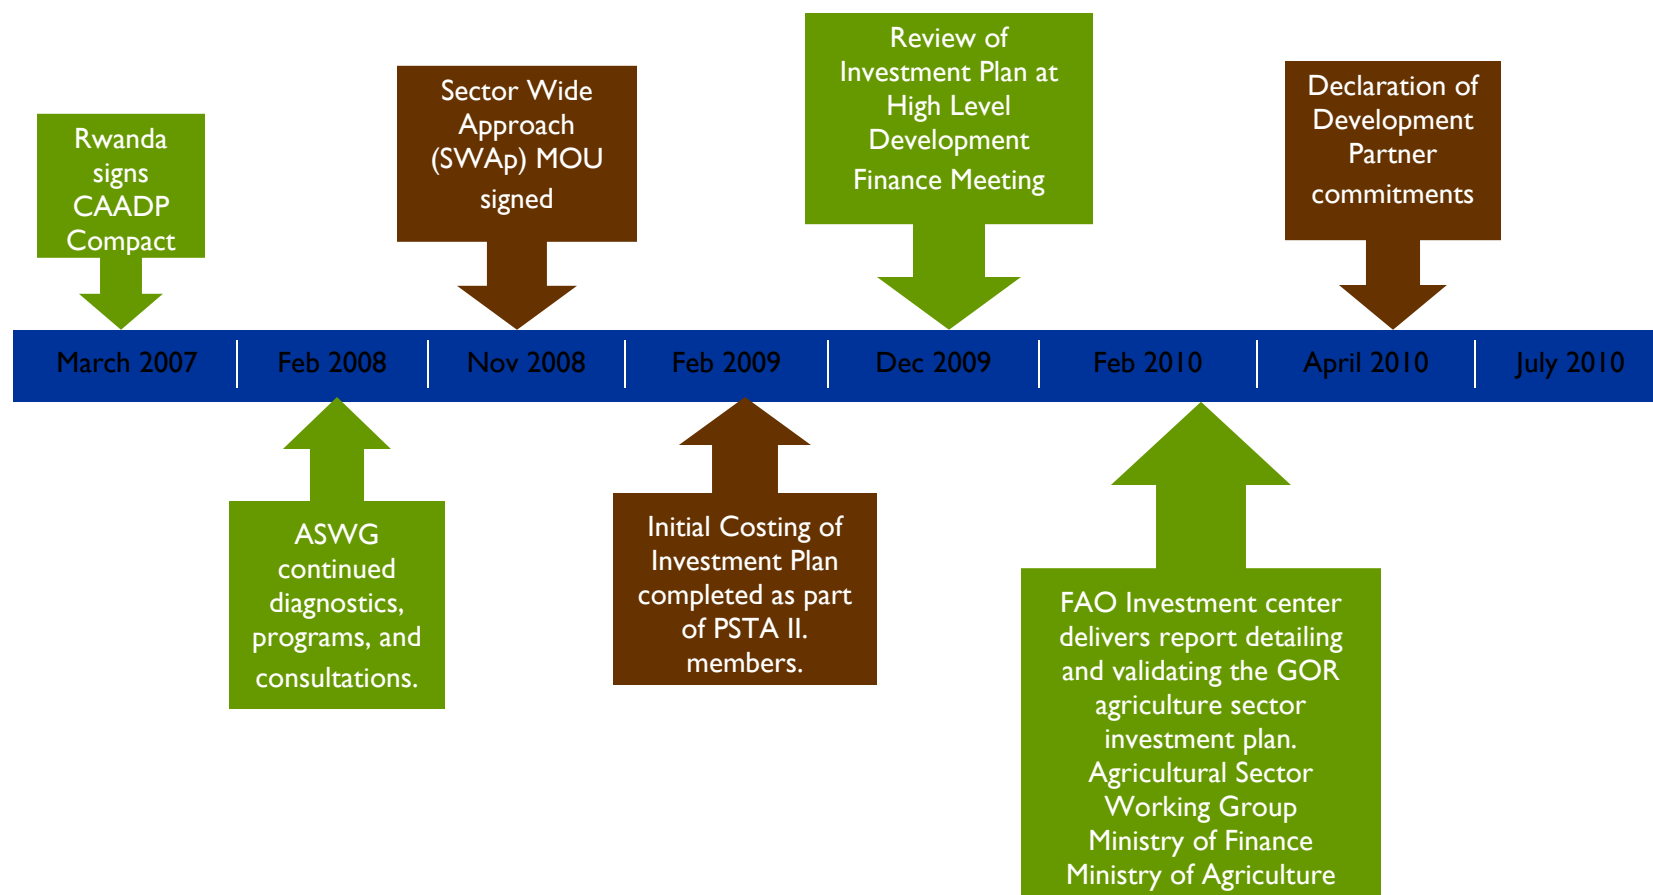 Rwanda
signs
CAADP
Compact
Sector Wide
Approach
(SWAp) MOU
signed
Review of
Investment Plan at
High Level
Development
Finance Meeting
Declaration of
Development
Partner
commitments
March 2007
Feb 2008
Nov 2008
Feb 2009
Dec 2009
Feb 2010
April 2010
July 2010
ASWG
continued
diagnostics,
programs, and
consultations.
Initial Costing of
Investment Plan
completed as part
of PSTA II.
members.
FAO Investment center
delivers report detailing
and validating the GOR
agriculture sector
investment plan.
Agricultural Sector
Working Group
Ministry of Finance
Ministry of Agriculture